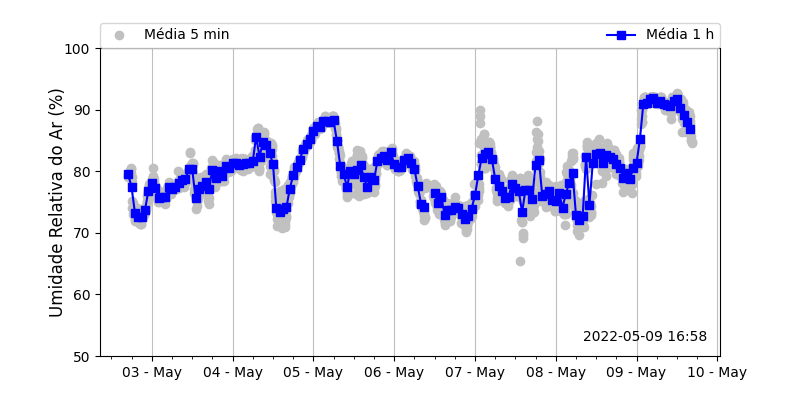 Média 5 min
Média 1 h
Umidade Relativa do Ar (%)
100
90
80
70
60
50
2022-05-09 16:58
03 - May
04 - May
05 - May
06 - May
07 - May
08 - May
09 - May
10 - May